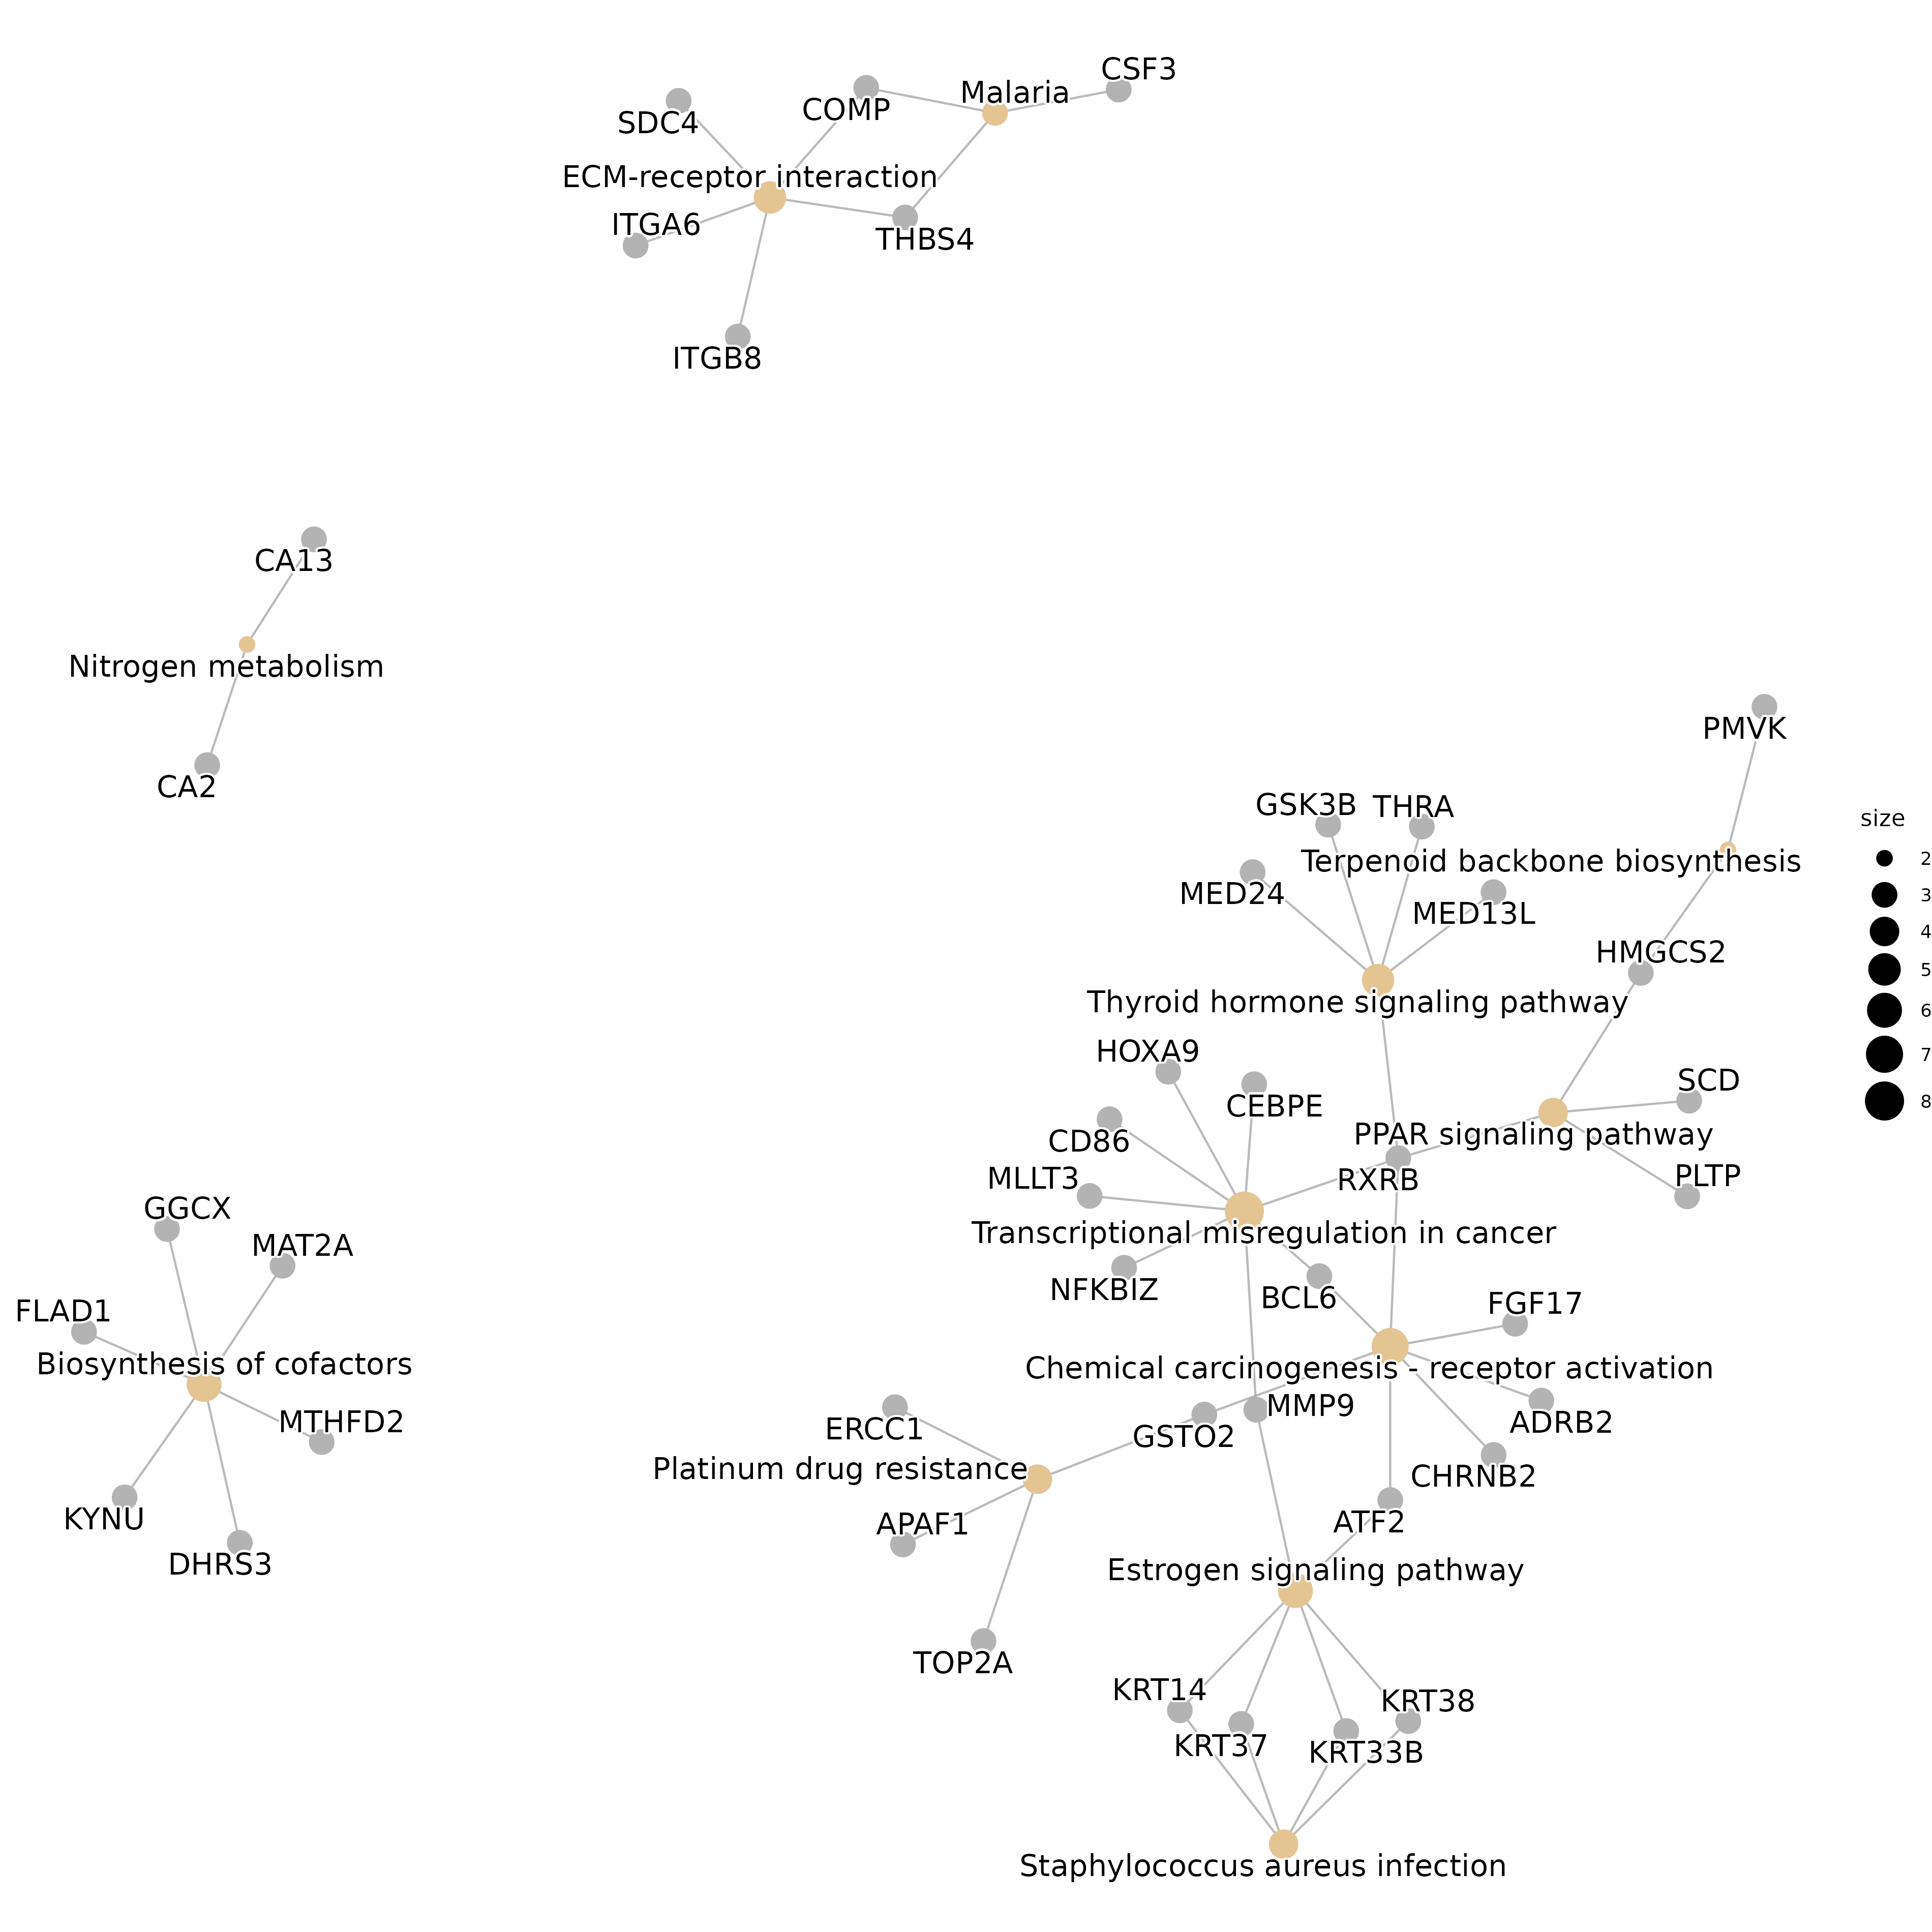 CSF3
Malaria
COMP
SDC4
ECM-receptor interaction
ITGA6
THBS4
ITGB8
CA13
Nitrogen metabolism
CA2
PMVK
GSK3B
THRA
size
Terpenoid backbone biosynthesis
2
MED24
3
MED13L
4
HMGCS2
5
Thyroid hormone signaling pathway
6
HOXA9
7
SCD
CEBPE
8
PPAR signaling pathway
CD86
PLTP
MLLT3
RXRB
GGCX
Transcriptional misregulation in cancer
MAT2A
NFKBIZ
BCL6
FGF17
FLAD1
Biosynthesis of cofactors
Chemical carcinogenesis - receptor activation
MMP9
MTHFD2
ADRB2
ERCC1
GSTO2
Platinum drug resistance
CHRNB2
KYNU
ATF2
APAF1
DHRS3
Estrogen signaling pathway
TOP2A
KRT14
KRT38
KRT37
KRT33B
Staphylococcus aureus infection